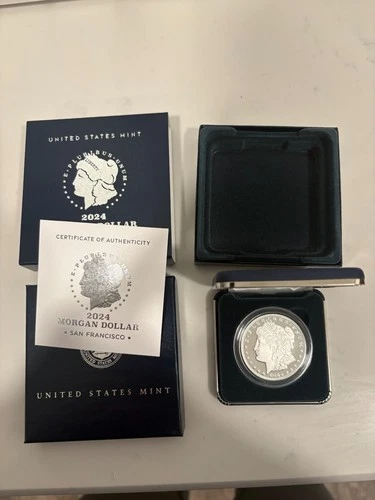 UNITED STATES MINT
E·PLURIBUS·UNUM
LIBERTY
2024
DOLLAR
CERTIFICATE OF AUTHENTICITY
E·PLURIBUS·UNUM
2024
MORGAN DOLLAR
• SAN FRANCISCO •
UNITED STATES MINT